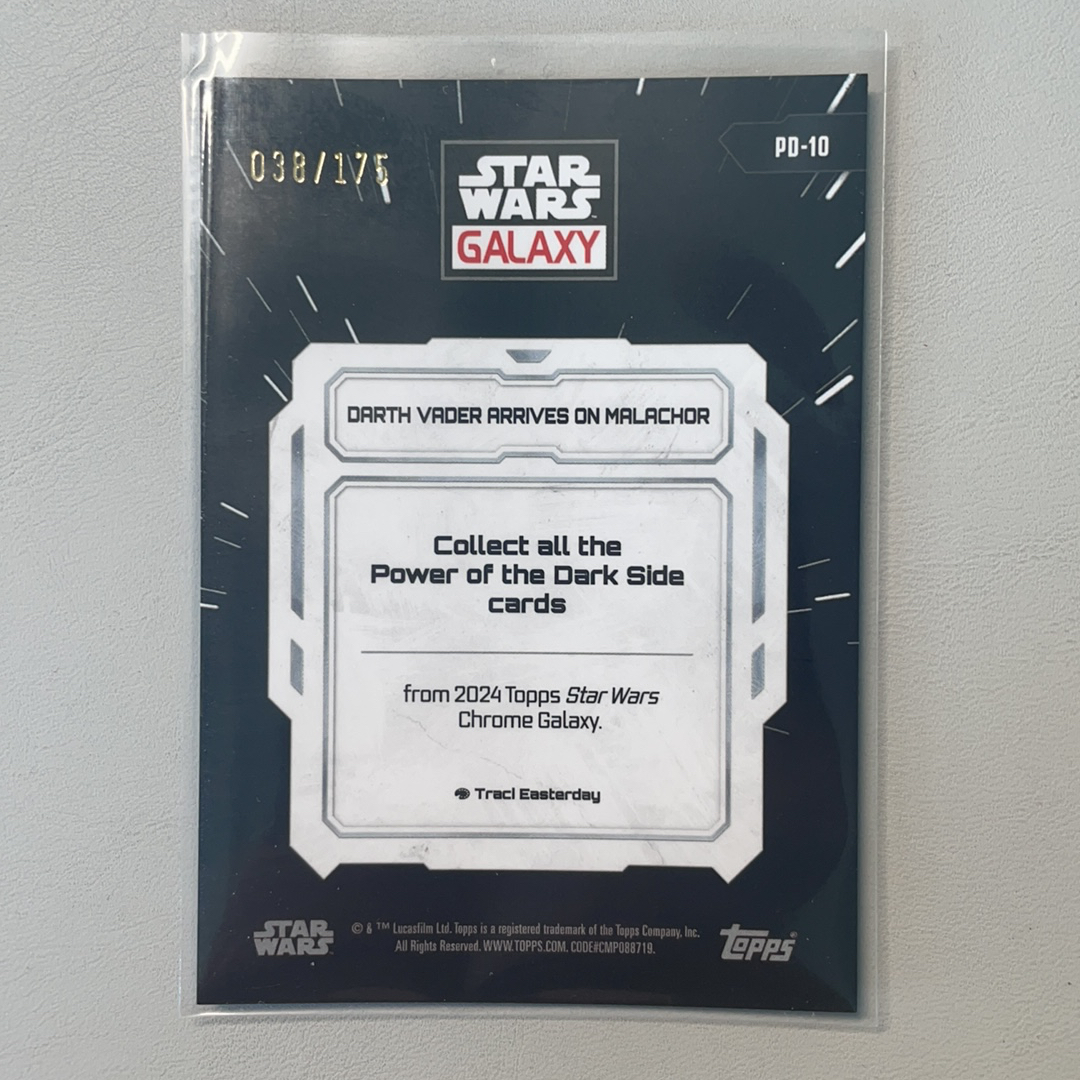 038/175
PD-10
STAR
WARS
GALAXY
DARTH VADER ARRIVES ON MALACHOR
Collect all the
Power of the Dark Side
cards
from 2024 Topps Star Wars
Chrome Galaxy.
Traci Easterday
STAR
WARS
© & ™ Lucasfilm Ltd. Topps is a registered trademark of the Topps Company, Inc.
All Rights Reserved. WWW.TOPPS.COM. CODE#CMP088719.
topps®